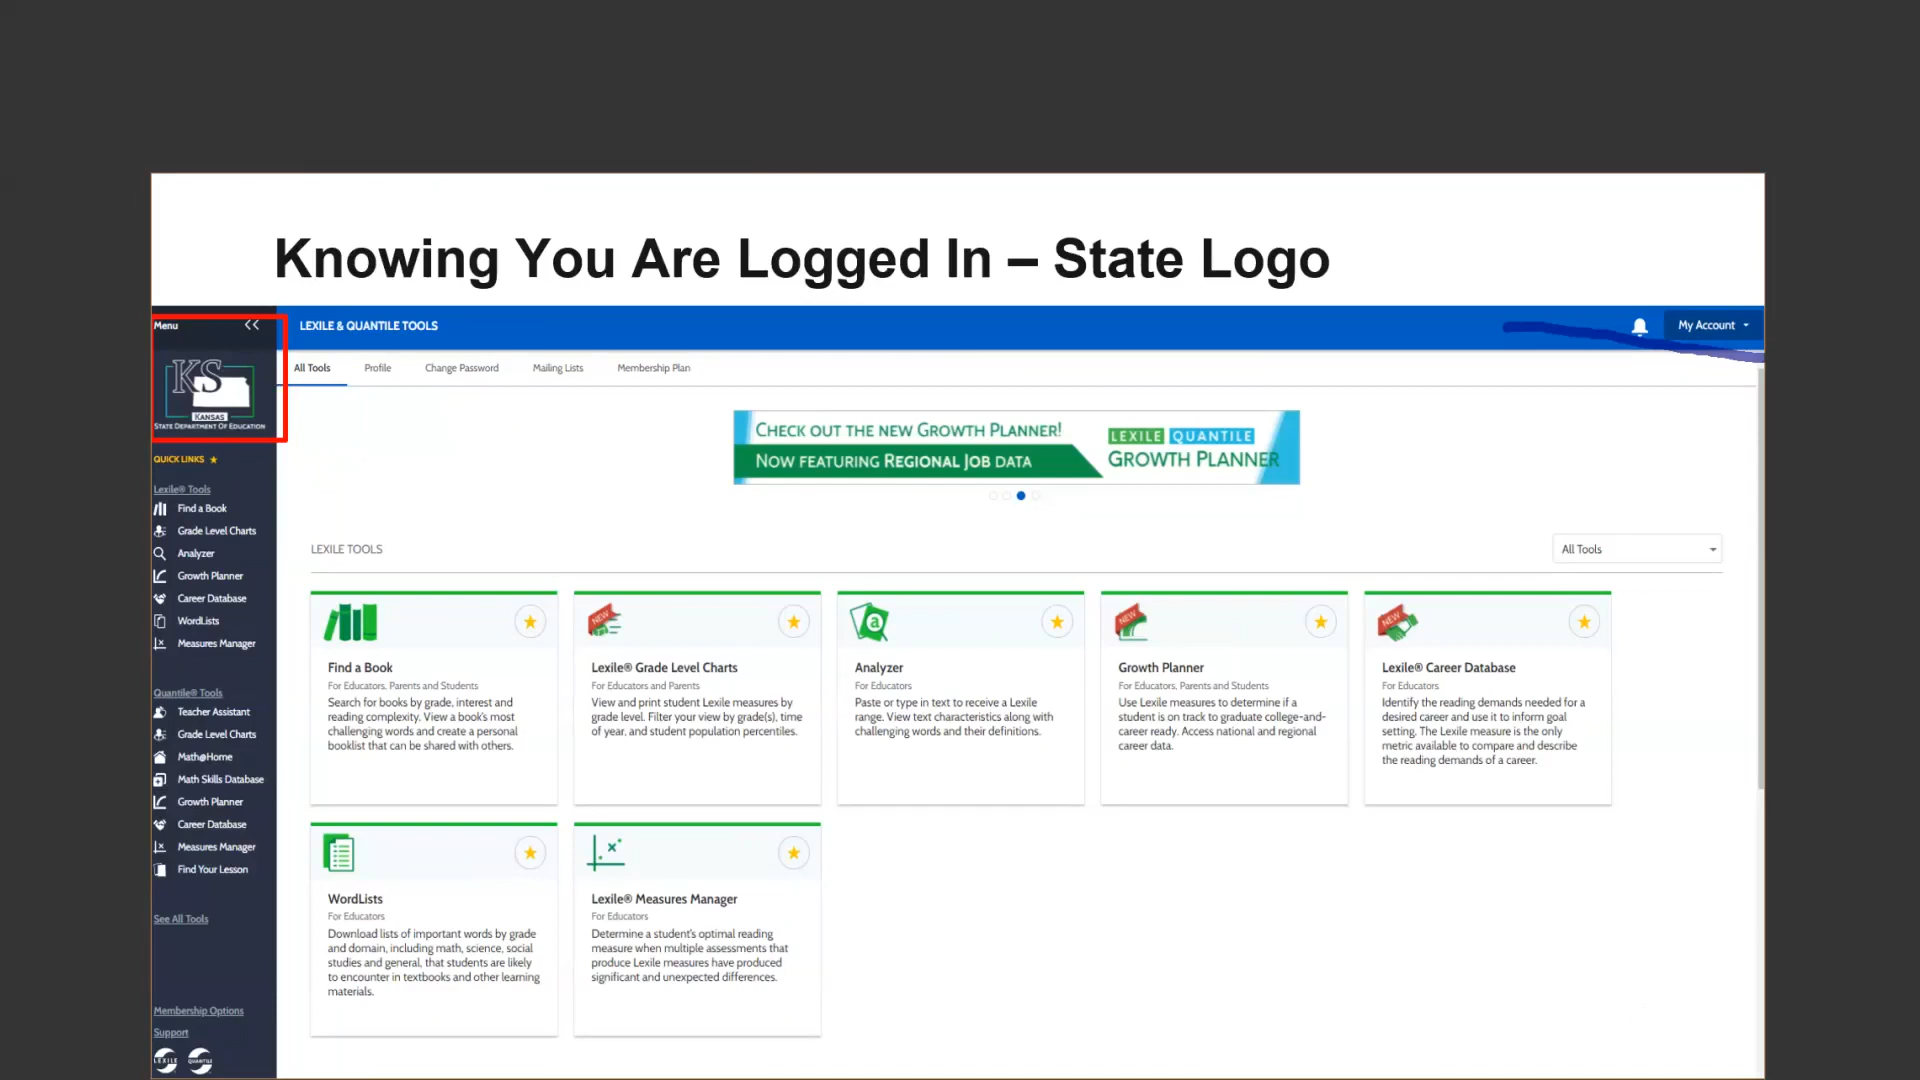 Knowing You Are Logged In – State Logo
Menu
LEXILE & QUANTILE TOOLS
My Account
KS
KANSAS
STATE DEPARTMENT OF EDUCATION
All Tools
Profile
Change Password
Mailing Lists
Membership Plan
CHECK OUT THE NEW GROWTH PLANNER!
NOW FEATURING REGIONAL JOB DATA
LEXILE QUANTILE
GROWTH PLANNER
QUICK LINKS
Lexile® Tools
Find a Book
Grade Level Charts
Analyzer
Growth Planner
Career Database
WordLists
Measures Manager
Quantile® Tools
Teacher Assistant
Grade Level Charts
Math@Home
Math Skills Database
Growth Planner
Career Database
Measures Manager
Find Your Lesson
See All Tools
Membership Options
Support
LEXILE
QUANTILE
LEXILE TOOLS
All Tools
Find a Book
For Educators, Parents and Students
Search for books by grade, interest and
reading complexity. View a book's most
challenging words and create a personal
booklist that can be shared with others.
NEW
Lexile® Grade Level Charts
For Educators and Parents
View and print student Lexile measures by
grade level. Filter your view by grade(s), time
of year, and student population percentiles.
a
Analyzer
For Educators
Paste or type in text to receive a Lexile
range. View text characteristics along with
challenging words and their definitions.
NEW
Growth Planner
For Educators, Parents and Students
Use Lexile measures to determine if a
student is on track to graduate college-and-
career ready. Access national and regional
career data.
NEW
Lexile® Career Database
For Educators
Identify the reading demands needed for a
desired career and use it to inform goal
setting. The Lexile measure is the only
metric available to compare and describe
the reading demands of a career.
WordLists
For Educators
Download lists of important words by grade
and domain, including math, science, social
studies and general, that students are likely
to encounter in textbooks and other learning
materials.
Lexile® Measures Manager
For Educators
Determine a student's optimal reading
measure when multiple assessments that
produce Lexile measures have produced
significant and unexpected differences.